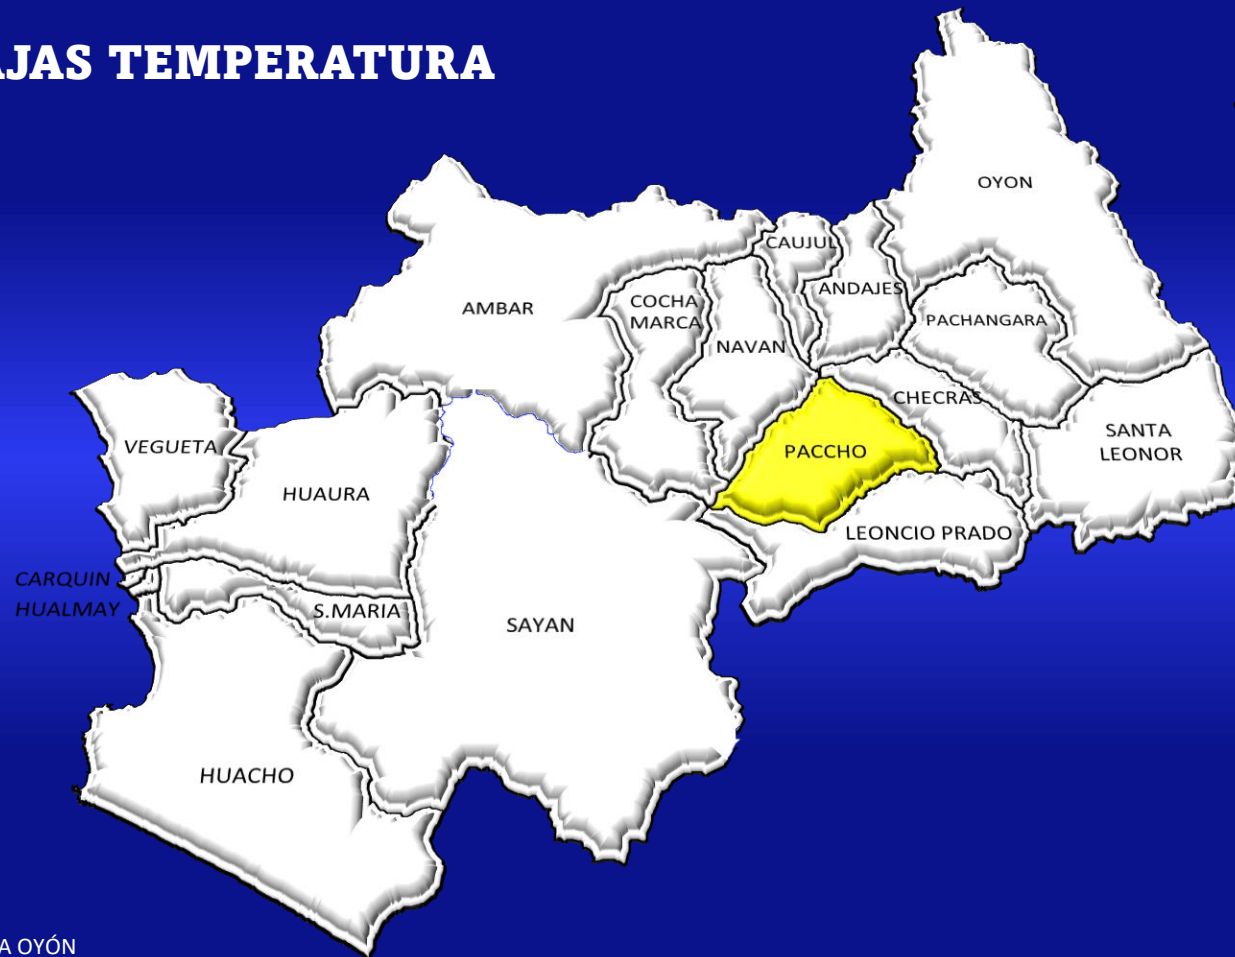 AJAS TEMPERATURA
OYON
CAUJUL
ANDAJES
AMBAR
COCHA
MARCA
PACHANGARA
NAVAN
CHECRAS
VEGUETA
PACCHO
SANTA
LEONOR
HUAURA
LEONCIO PRADO
CARQUIN
HUALMAY
S.MARIA
SAYAN
HUACHO
A OYÓN